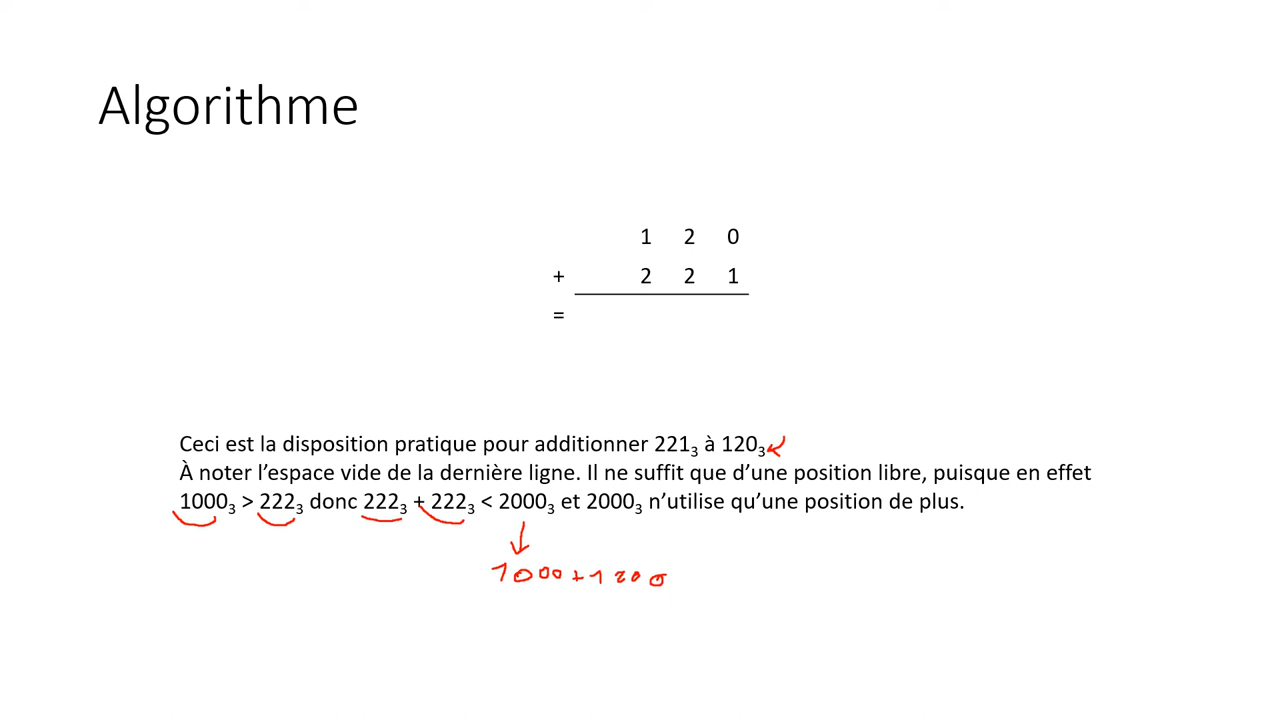 Algorithme
1 2 0
+ 2 2 1
=
Ceci est la disposition pratique pour additionner 221₃ à 120₃
À noter l’espace vide de la dernière ligne. Il ne suffit que d’une position libre, puisque en effet
1000₃ > 222₃ donc 222₃ + 222₃ < 2000₃ et 2000₃ n’utilise qu’une position de plus.
1000+1000